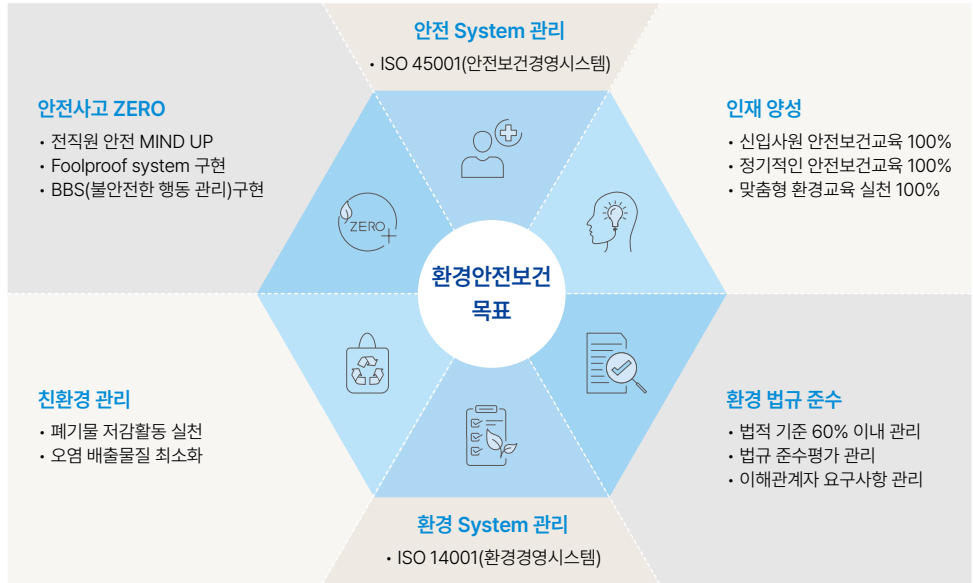 안전 System 관리
• ISO 45001(안전보건경영시스템)
안전사고 ZERO
• 전직원 안전 MIND UP
• Foolproof system 구현
• BBS(불안전한 행동 관리)구현
인재 양성
• 신입사원 안전보건교육 100%
• 정기적인 안전보건교육 100%
• 맞춤형 환경교육 실천 100%
ZERO
환경안전보건
목표
친환경 관리
• 폐기물 저감활동 실천
• 오염 배출물질 최소화
환경 법규 준수
• 법적 기준 60% 이내 관리
• 법규 준수평가 관리
• 이해관계자 요구사항 관리
환경 System 관리
• ISO 14001(환경경영시스템)